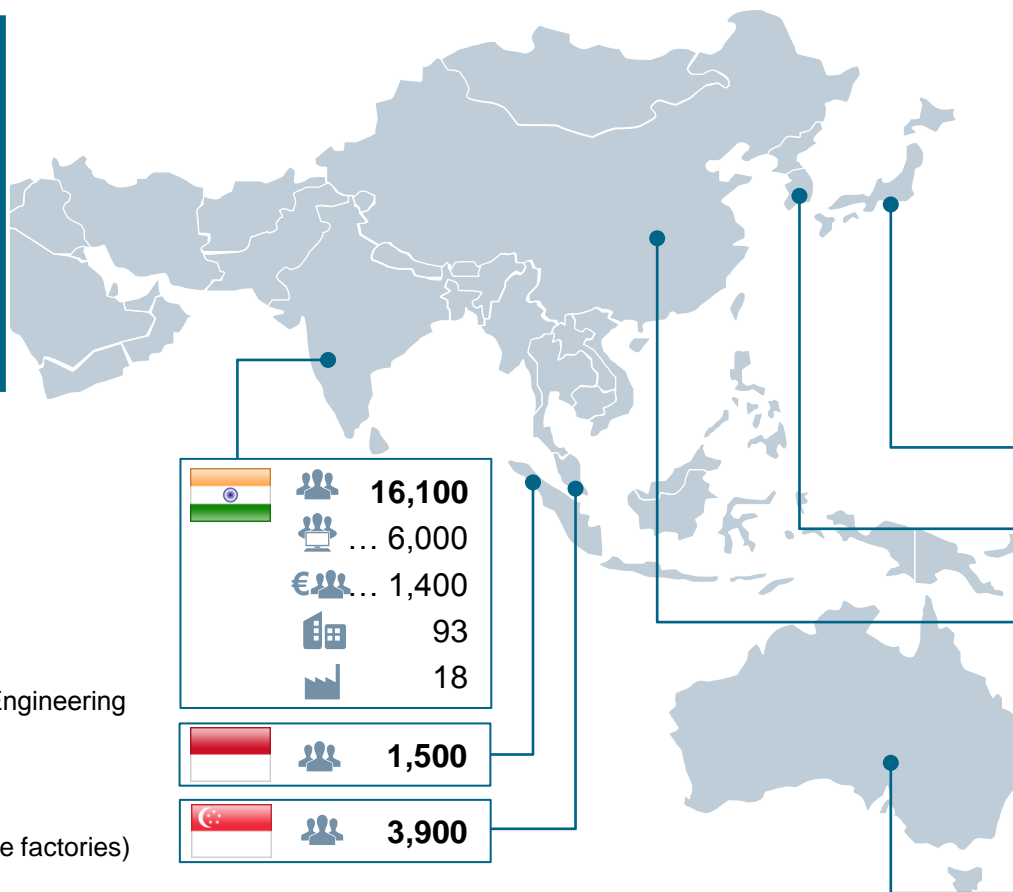 16,100
… 6,000
€ … 1,400
93
18
Engineering
1,500
e factories)
3,900